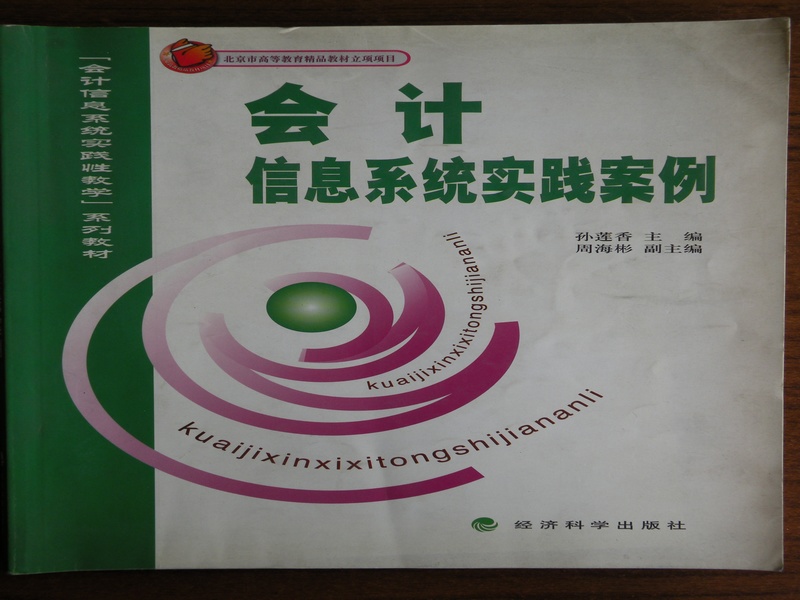 北京市高等教育精品教材立项项目
会计
信息系统实践案例
孙莲香 主编
周海彬 副主编
「会计信息系统实践性教学」系列教材
kuaijixinxixitongshijiananli
kuaijixinxixitongshijiananli
经济科学出版社